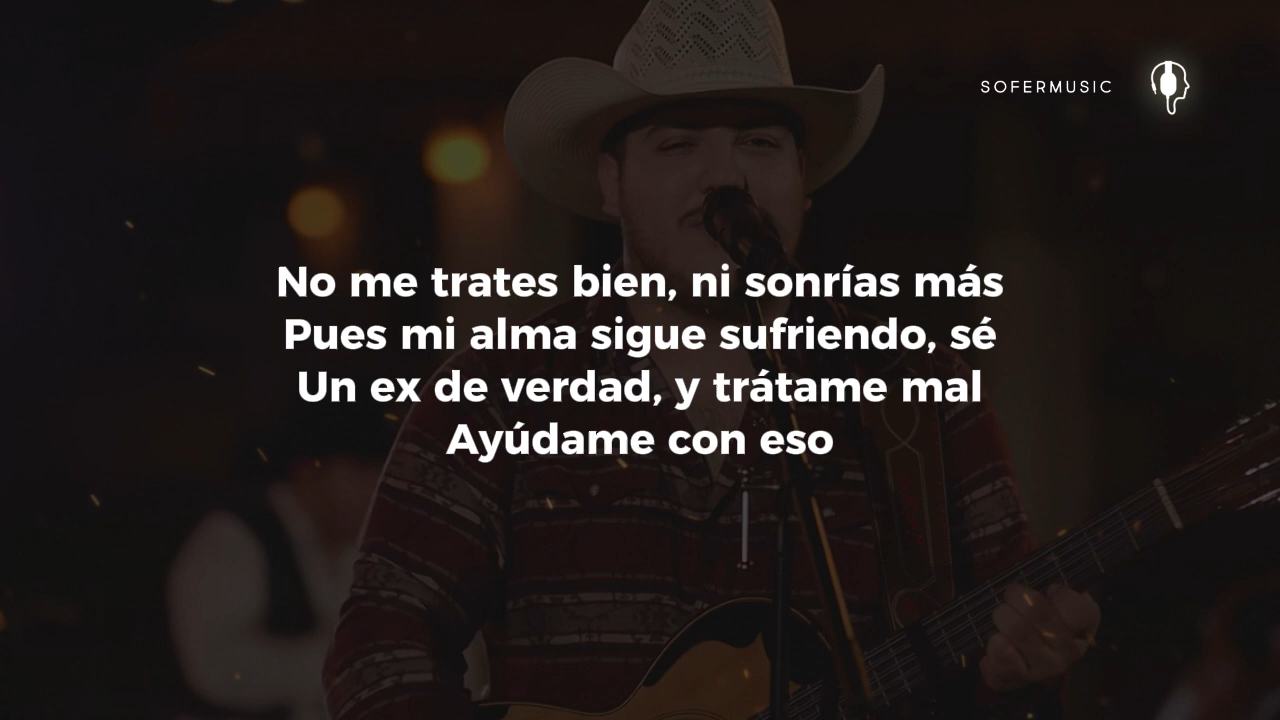 SOFERMUSIC
No me trates bien, ni sonrías más
Pues mi alma sigue sufriendo, sé
Un ex de verdad, y trátame mal
Ayúdame con eso